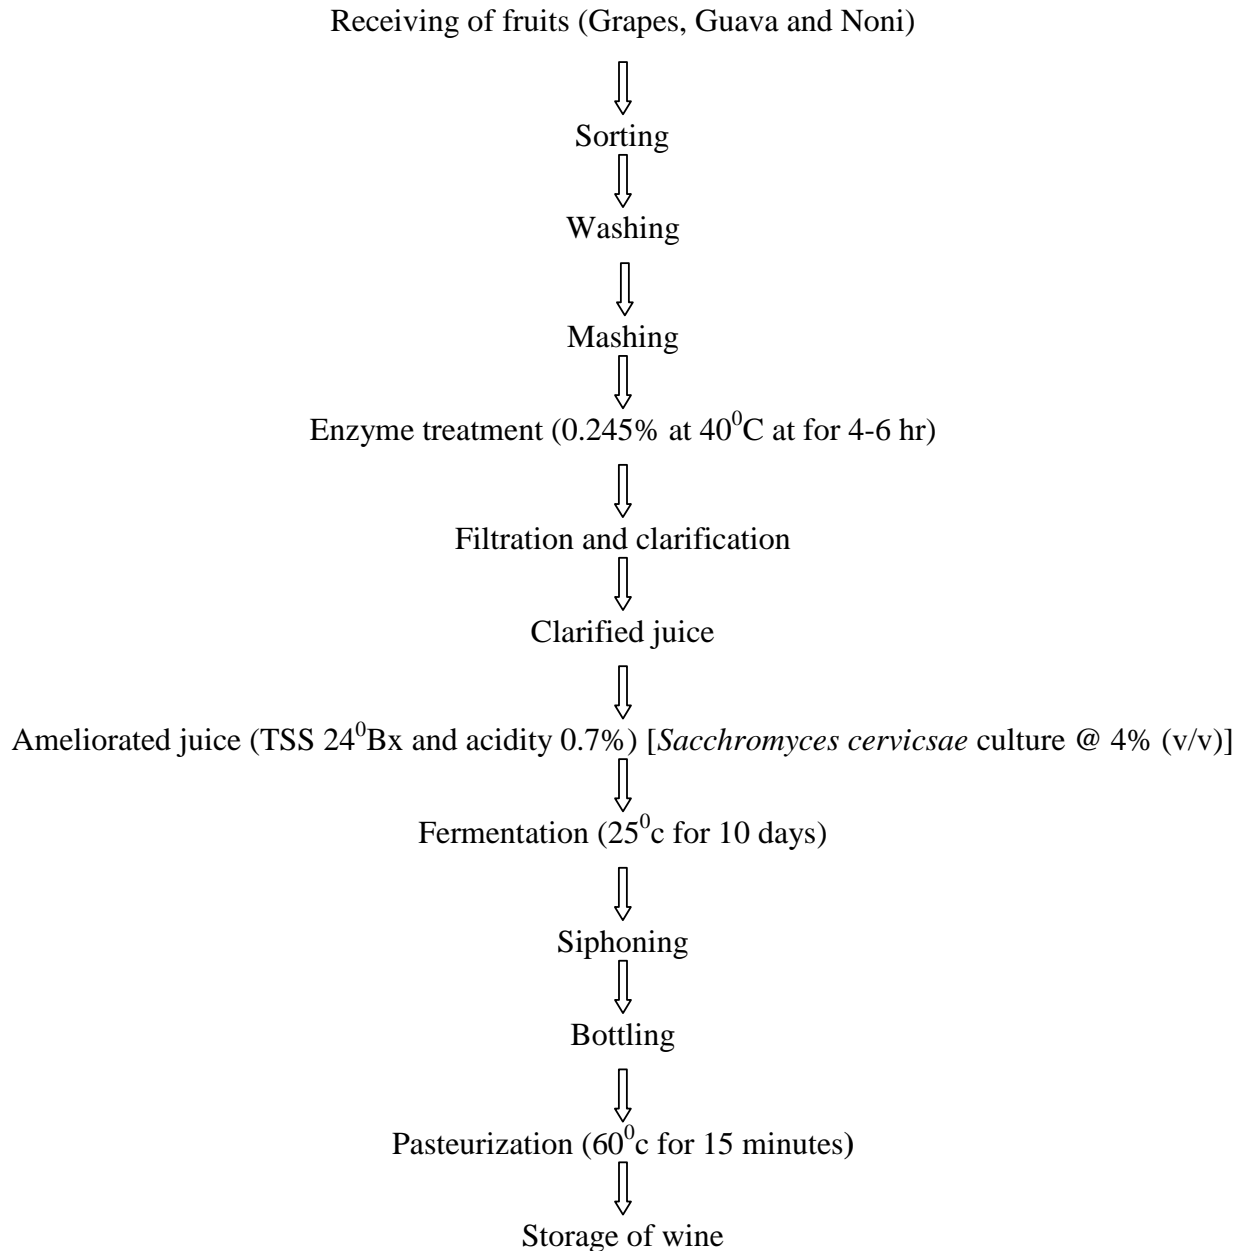 Receiving of fruits (Grapes, Guava and Noni)
Sorting
Washing
Mashing
Enzyme treatment (0.245% at 40⁰C at for 4-6 hr)
Filtration and clarification
Clarified juice
Ameliorated juice (TSS 24⁰Bx and acidity 0.7%) [Sacchromyces cervicsae culture @ 4% (v/v)]
Fermentation (25⁰c for 10 days)
Siphoning
Bottling
Pasteurization (60⁰c for 15 minutes)
Storage of wine